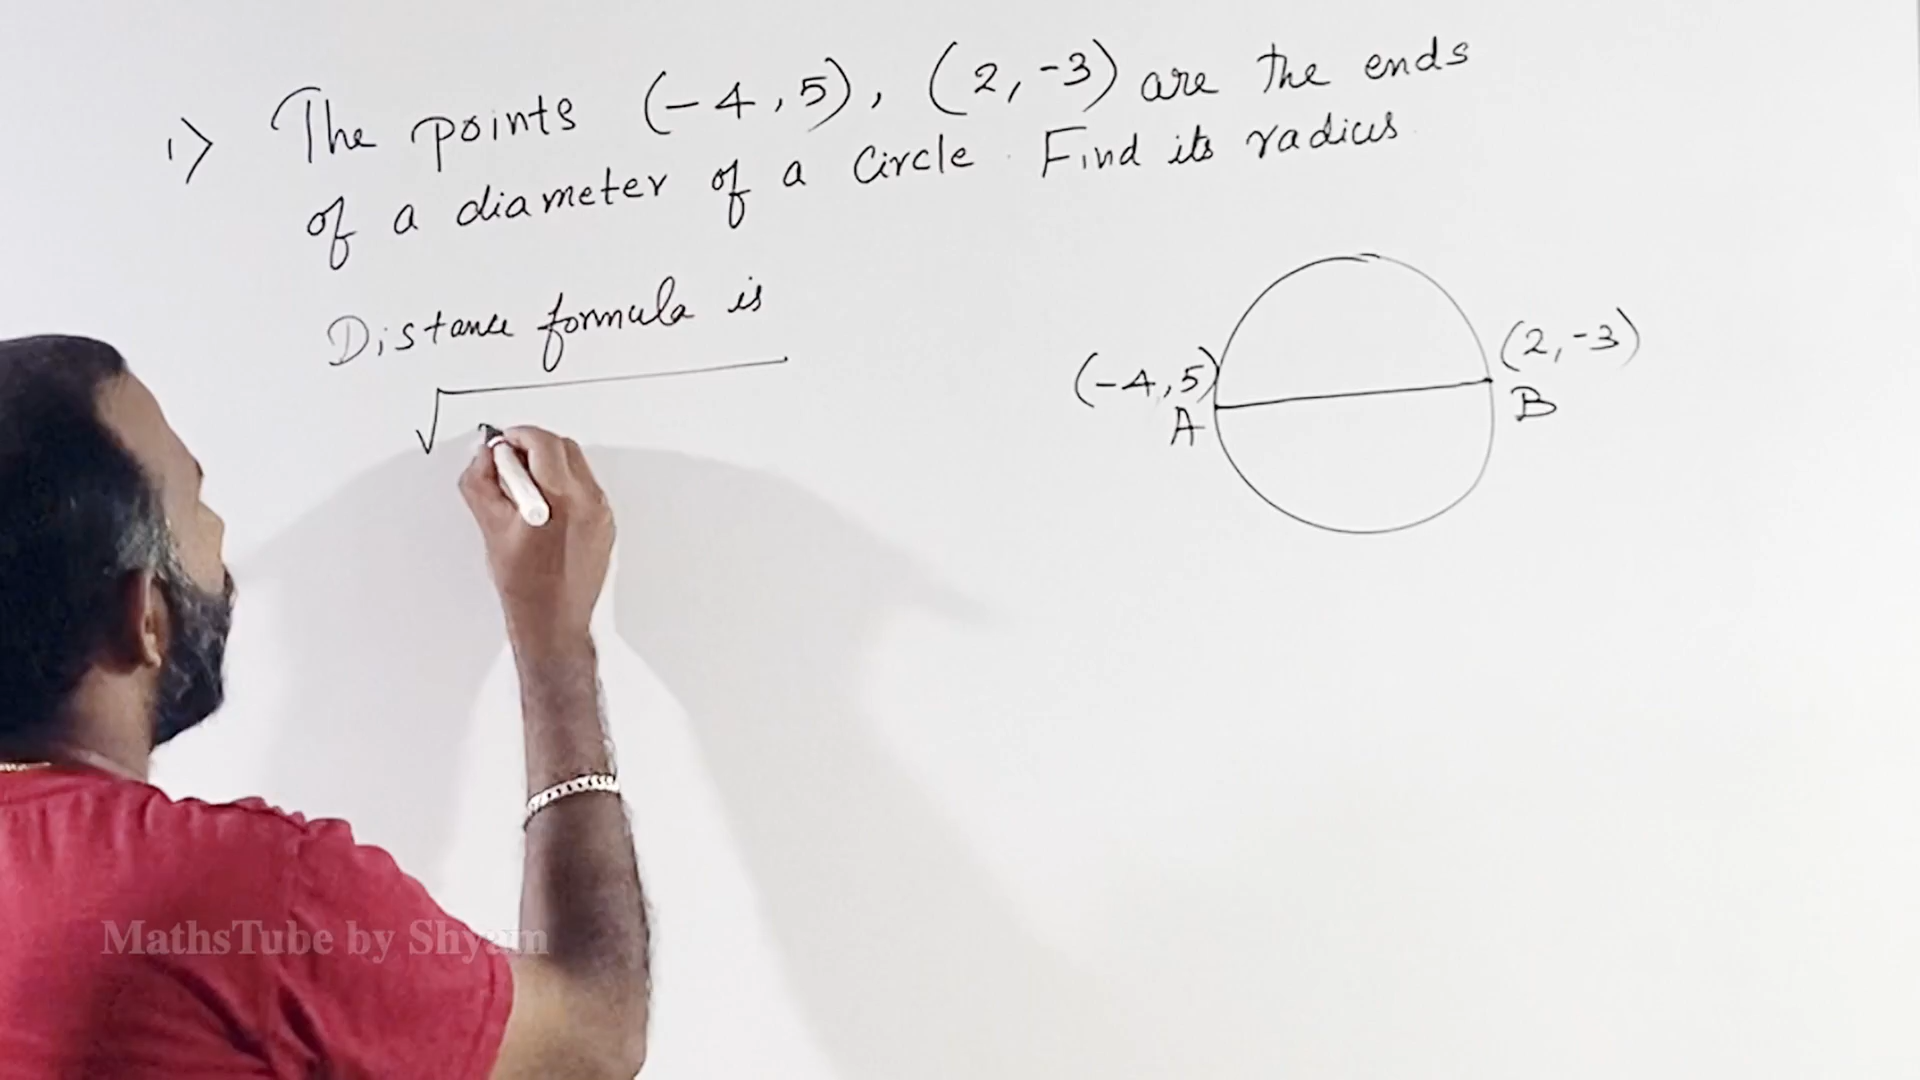 1) The points (-4, 5), (2, -3) are the ends
of a diameter of a Circle. Find its radius
Distance formula is
√
(-4, 5)
A
(2, -3)
B
MathsTube by Shyam